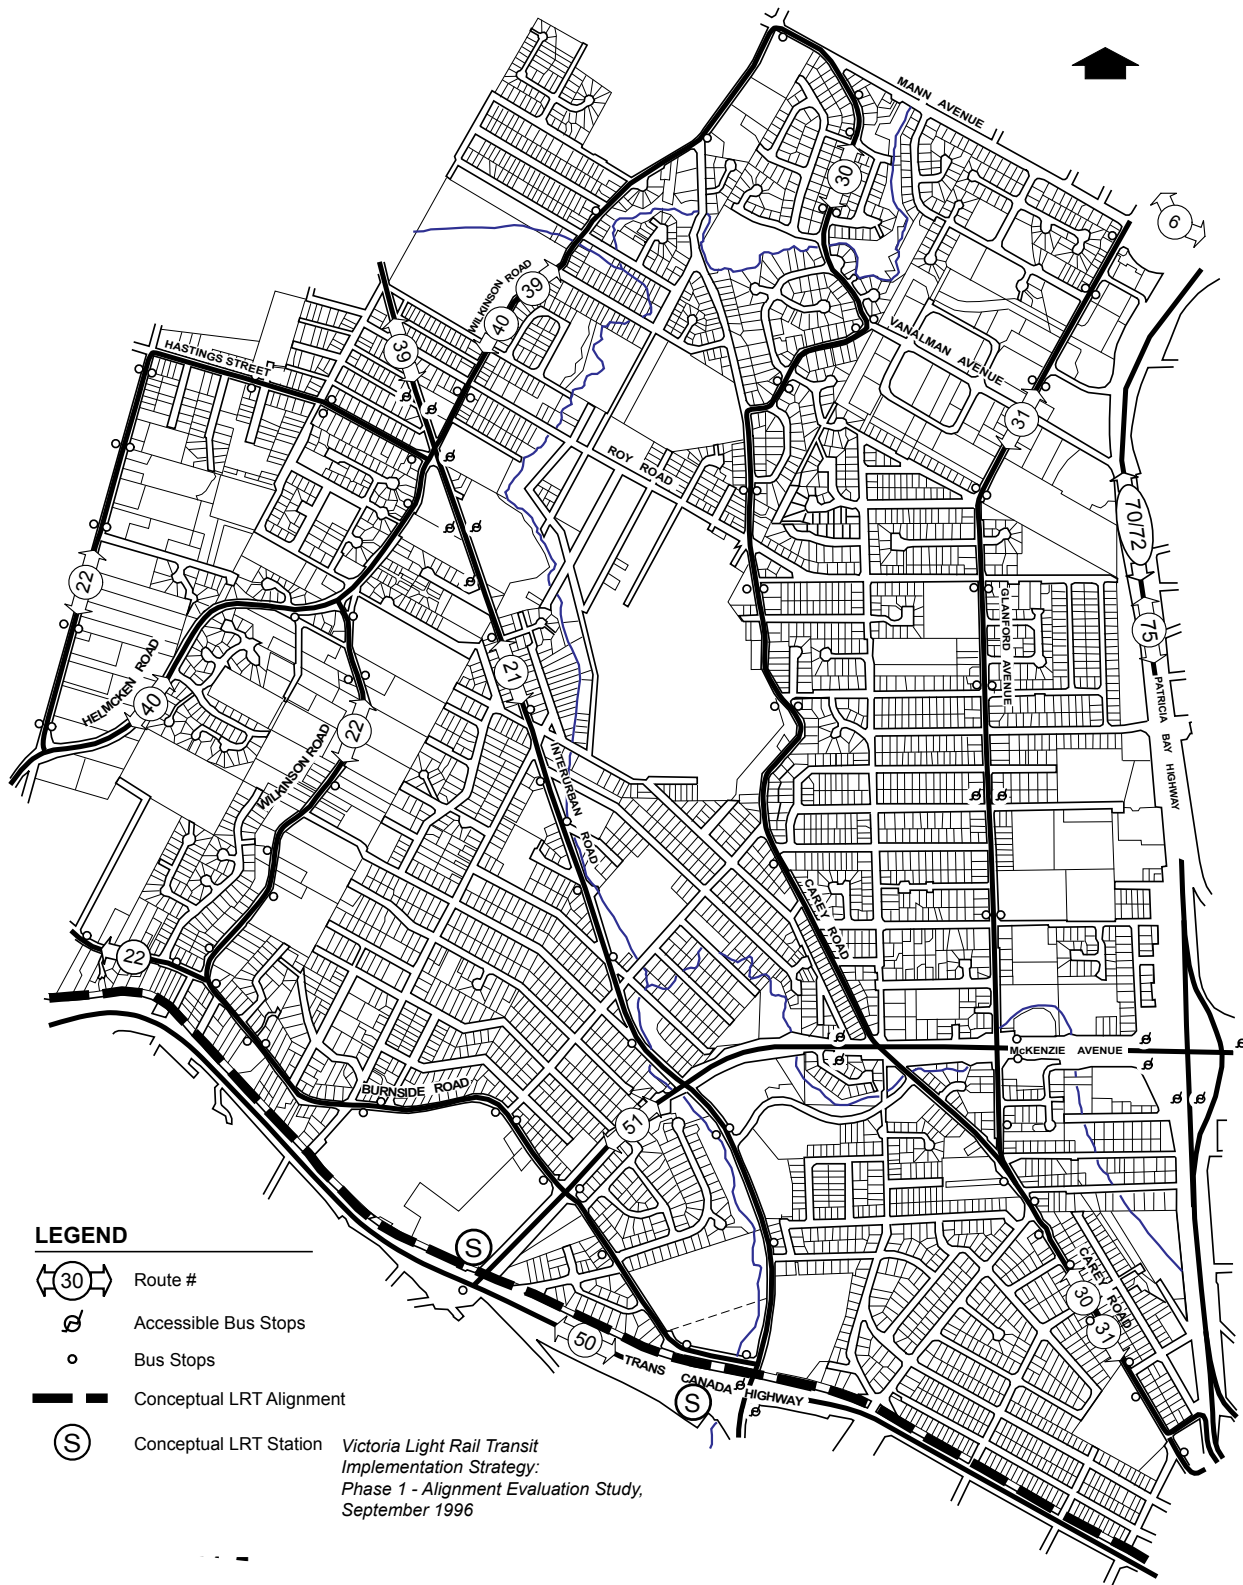 MANN AVENUE
6
30
WILKINSON ROAD
39
40
39
HASTINGS STREET
VANALMAN AVENUE
31
ROY ROAD
70/72
22
GLANFORD AVENUE
75
HELMCKEN ROAD
40
21
PATRICIA BAY HIGHWAY
22
WILKINSON ROAD
INTERURBAN ROAD
CAREY ROAD
22
McKENZIE AVENUE
BURNSIDE ROAD
51
S
CAREY ROAD
30
31
50
TRANS CANADA HIGHWAY
S
LEGEND
30 Route #
Accessible Bus Stops
Bus Stops
Conceptual LRT Alignment
S Conceptual LRT Station
Victoria Light Rail Transit
Implementation Strategy:
Phase 1 - Alignment Evaluation Study,
September 1996